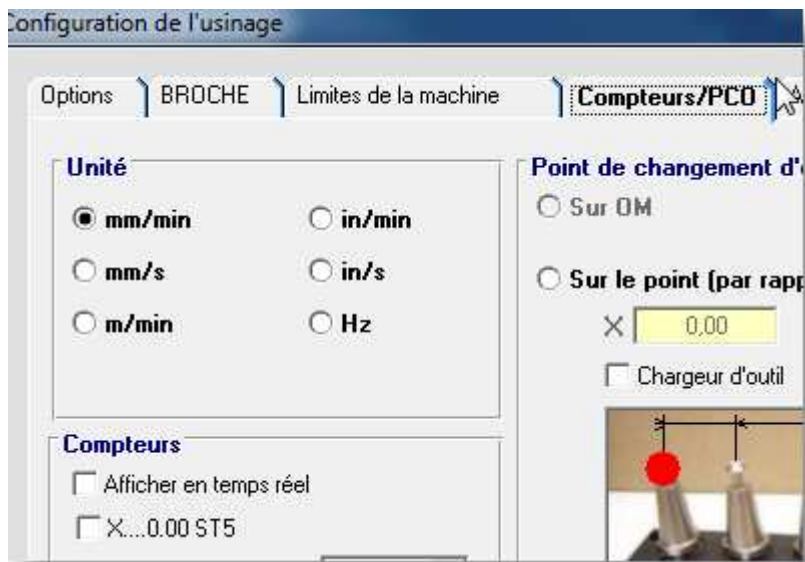 Configuration de l'usinage
Options BROCHE Limites de la machine Compteurs/PCO
Unité
mm/min in/min
mm/s in/s
m/min Hz
Compteurs
Afficher en temps réel
X....0.00 ST5
Point de changement
Sur OM
Sur le point (par
X 0,00
Chargeur d'outil